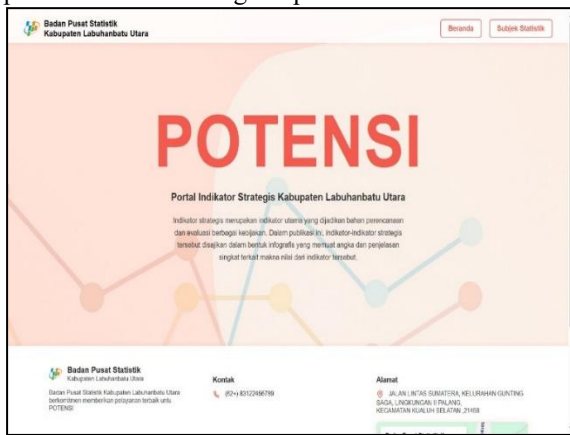 Badan Pusat Statistik
Kabupaten Labuhanbatu Utara
Beranda
Subjek Statistik
POTENSI
Portal Indikator Strategis Kabupaten Labuhanbatu Utara
Indikator strategis merupakan indikator utama yang dijadikan bahan perencanaan
dan evaluasi berbagai kebijakan. Dalam publikasi ini, indikator-indikator strategis
tersebut disajikan dalam bentuk infografis yang memuat angka dan penjelasan
singkat terkait makna nilai dari indikator tersebut.
Badan Pusat Statistik
Kabupaten Labuhanbatu Utara
Badan Pusat Statistik Kabupaten Labuhanbatu Utara
berkomitmen memberikan pelayanan terbaik untu
POTENSI
Kontak
(62+) 83122466789
Alamat
JALAN LINTAS SUMATERA, KELURAHAN GUNTING
SAGA, LINGKUNGAN II PALANG,
KECAMATAN KUALUH SELATAN ,21458